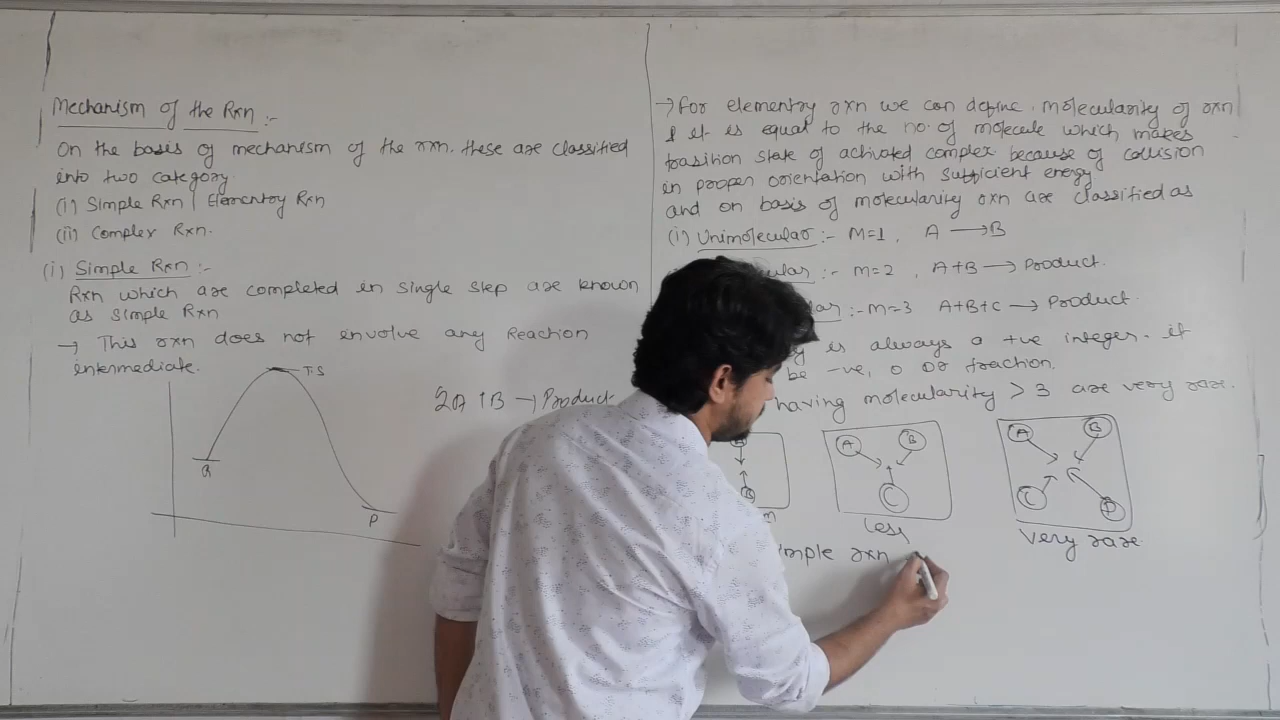 Mechanism of the Rxn :-
On the basis of mechanism of the rxn. these are classified
into two category.
(i) Simple Rxn | Elementry Rxn
(ii) Complex Rxn.
(i) Simple Rxn :-
Rxn which are completed in single step are known
as simple Rxn
→ This rxn does not involve any Reaction
intermediate.
T.S
R
P
2A + B → Product
→ For elementry rxn we can define molecularity of rxn
& it is equal to the no. of molecule which makes
trasition state of activated complex because of collision
in proper orientation with sufficient energy
and on basis of molecularity rxn are classified as
(i) Unimolecular :- M=1, A → B
:- M=2, A+B → Product.
:- M=3 A+B+C → Product.
is always a +ve integer. it
be -ve, 0 or fraction.
having molecularity > 3 are very rare.
A
B
A B
C
Less
A B
C D
Very rare
rxn